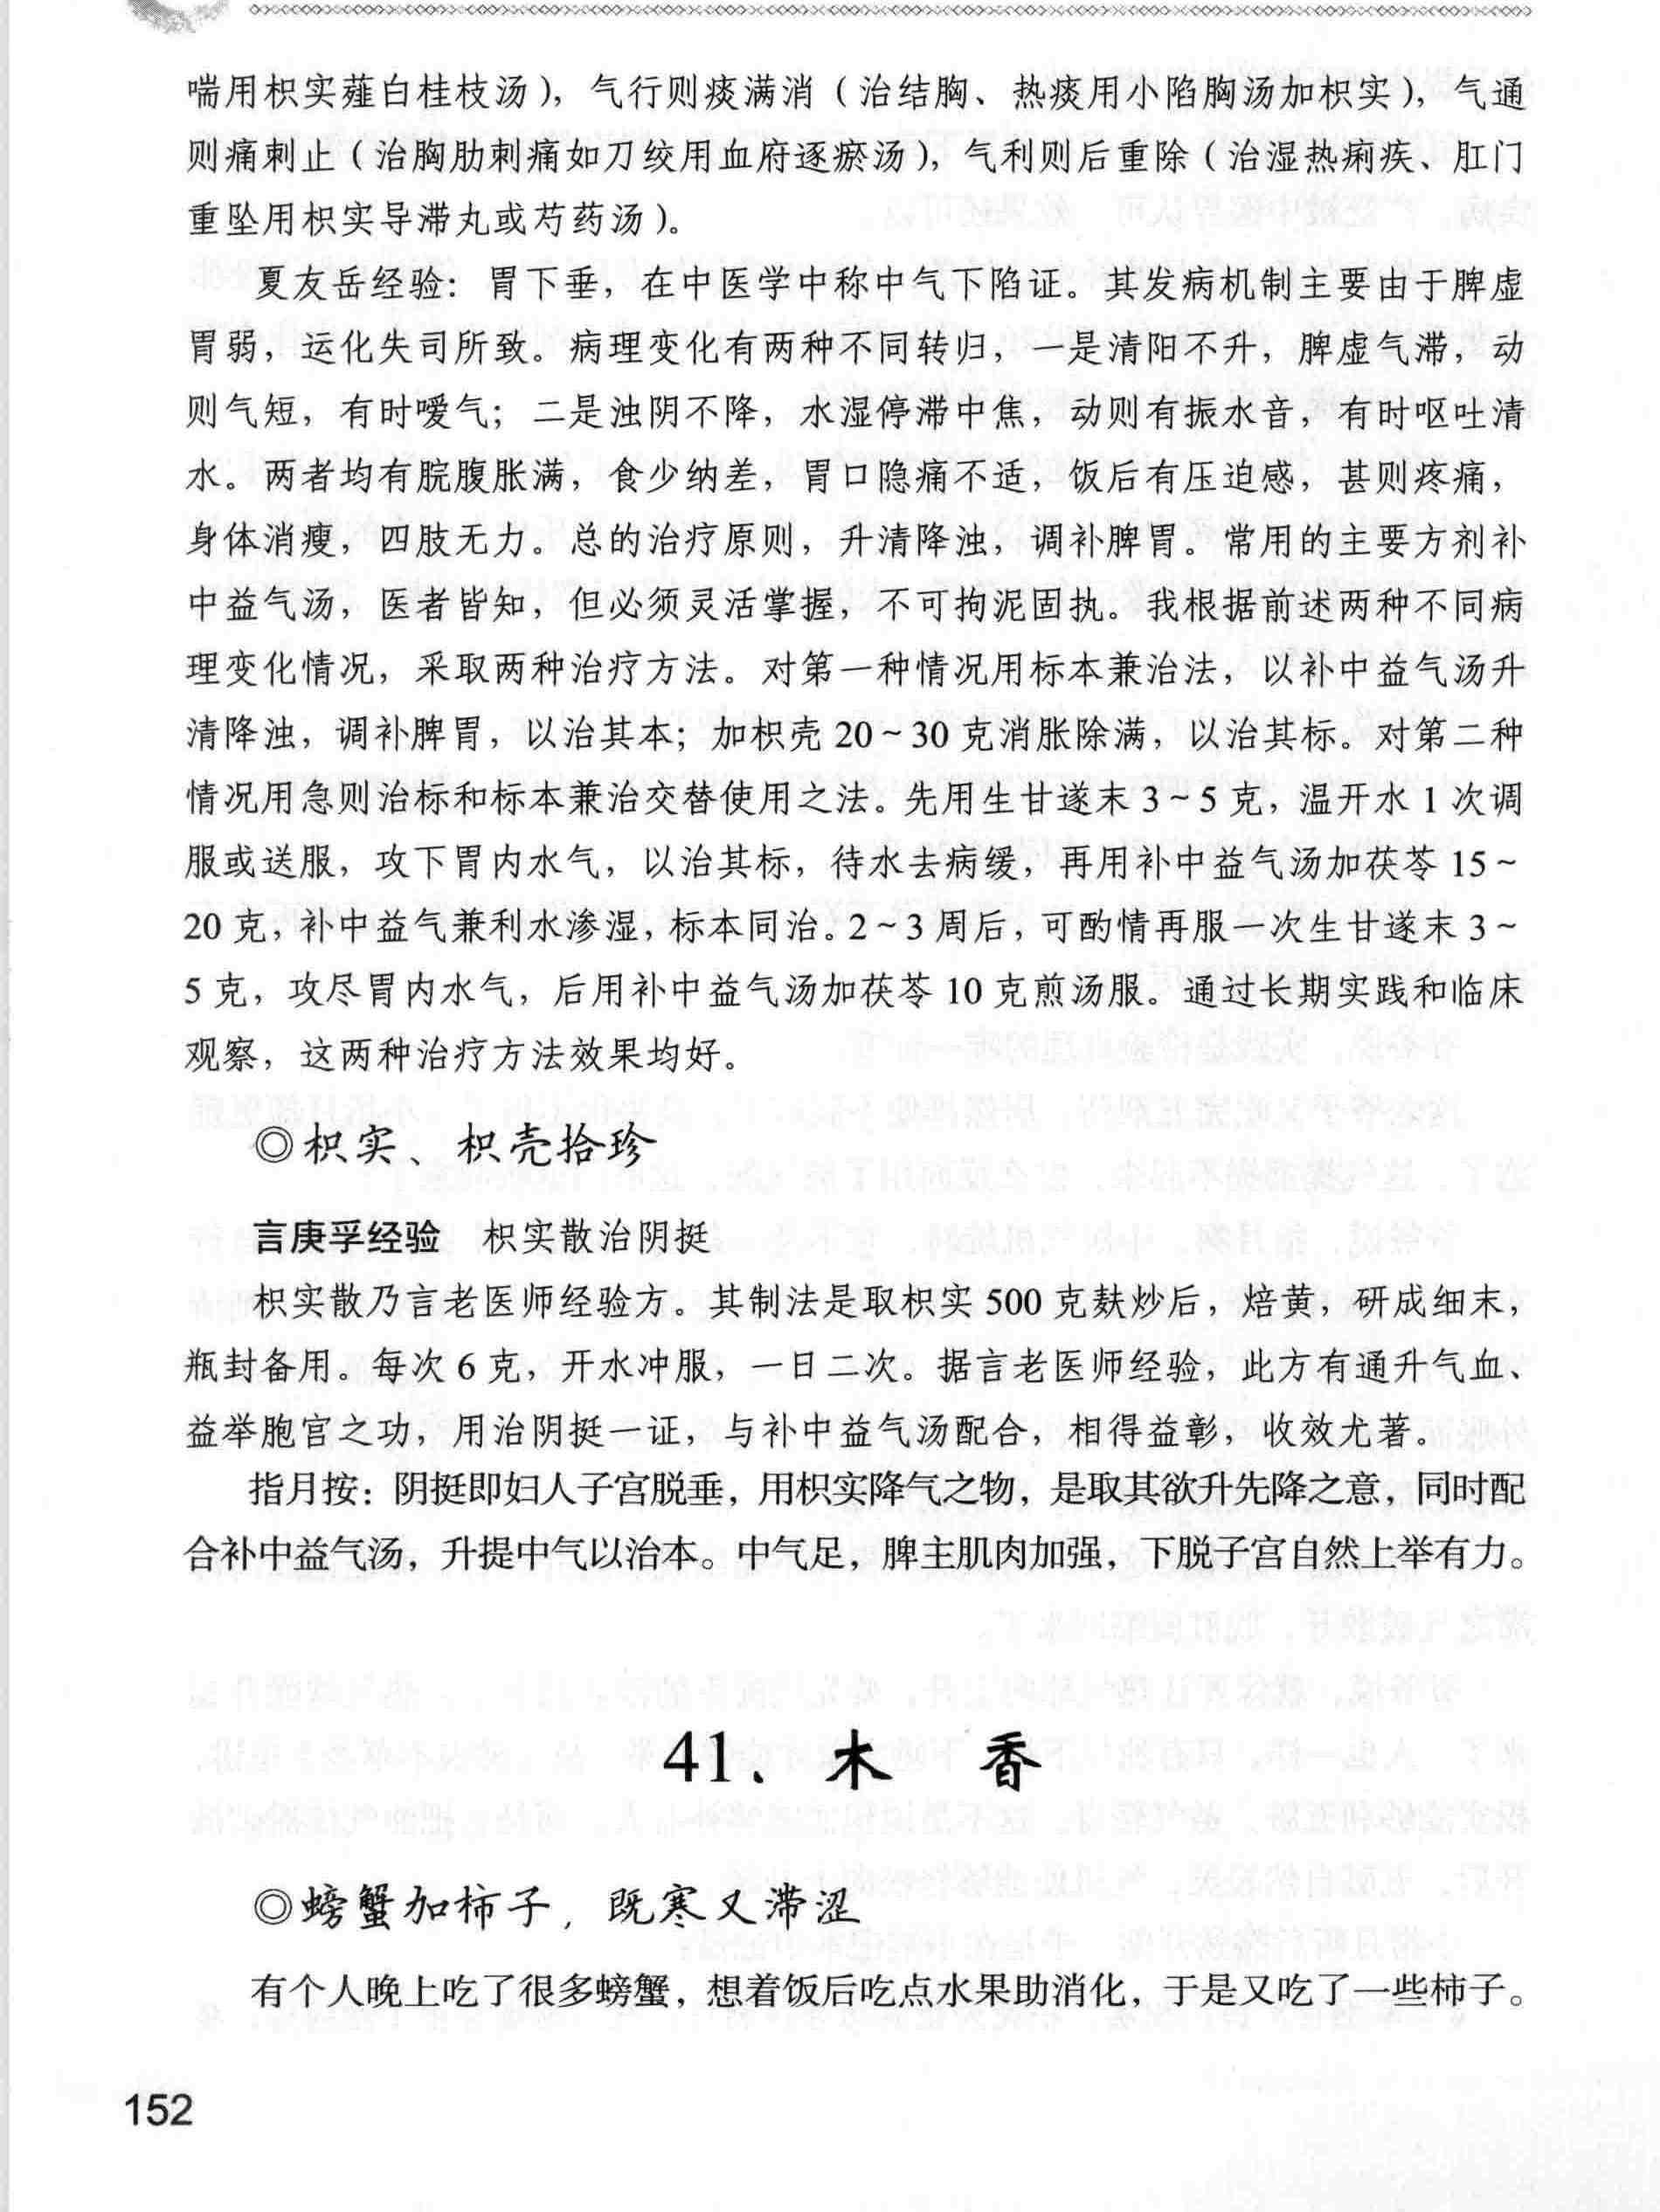 喘用枳实薤白桂枝汤），气行则痰满消（治结胸、热痰用小陷胸汤加枳实），气通
则痛刺止（治胸肋刺痛如刀绞用血府逐瘀汤），气利则后重除（治湿热痢疾、肛门
重坠用枳实导滞丸或芍药汤）。
夏友岳经验：胃下垂，在中医学中称中气下陷证。其发病机制主要由于脾虚
胃弱，运化失司所致。病理变化有两种不同转归，一是清阳不升，脾虚气滞，动
则气短，有时嗳气；二是浊阴不降，水湿停滞中焦，动则有振水音，有时呕吐清
水。两者均有脘腹胀满，食少纳差，胃口隐痛不适，饭后有压迫感，甚则疼痛，
身体消瘦，四肢无力。总的治疗原则，升清降浊，调补脾胃。常用的主要方剂补
中益气汤，医者皆知，但必须灵活掌握，不可拘泥固执。我根据前述两种不同病
理变化情况，采取两种治疗方法。对第一种情况用标本兼治法，以补中益气汤升
清降浊，调补脾胃，以治其本；加枳壳 20～30 克消胀除满，以治其标。对第二种
情况用急则治标和标本兼治交替使用之法。先用生甘遂末 3～5 克，温开水 1 次调
服或送服，攻下胃内水气，以治其标，待水去病缓，再用补中益气汤加茯苓 15～
20 克，补中益气兼利水渗湿，标本同治。2～3 周后，可酌情再服一次生甘遂末 3～
5 克，攻尽胃内水气，后用补中益气汤加茯苓 10 克煎汤服。通过长期实践和临床
观察，这两种治疗方法效果均好。
◎枳实、枳壳拾珍
言庚孚经验　枳实散治阴挺
枳实散乃言老医师经验方。其制法是取枳实 500 克麸炒后，焙黄，研成细末，
瓶封备用。每次 6 克，开水冲服，一日二次。据言老医师经验，此方有通升气血、
益举胞宫之功，用治阴挺一证，与补中益气汤配合，相得益彰，收效尤著。
指月按：阴挺即妇人子宫脱垂，用枳实降气之物，是取其欲升先降之意，同时配
合补中益气汤，升提中气以治本。中气足，脾主肌肉加强，下脱子宫自然上举有力。
41、木　香
◎螃蟹加柿子，既寒又滞涩
有个人晚上吃了很多螃蟹，想着饭后吃点水果助消化，于是又吃了一些柿子。
152